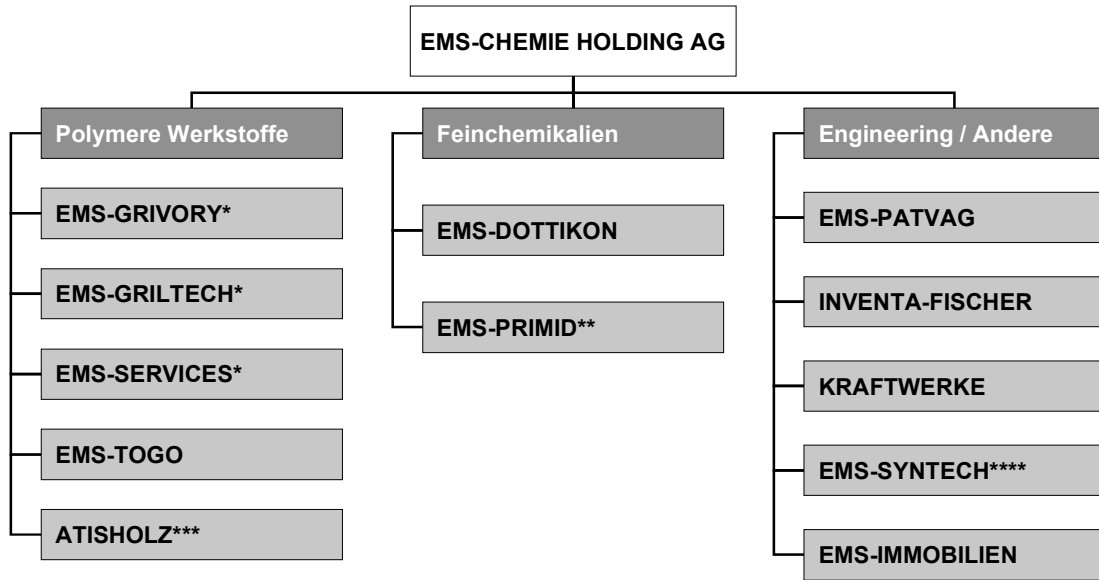 EMS-CHEMIE HOLDING AG
Polymere Werkstoffe
EMS-GRIVORY*
EMS-GRILTECH*
EMS-SERVICES*
EMS-TOGO
ATISHOLZ***
Feinchemikalien
EMS-DOTTIKON
EMS-PRIMID**
Engineering / Andere
EMS-PATVAG
INVENTA-FISCHER
KRAFTWERKE
EMS-SYNTECH****
EMS-IMMOBILIEN